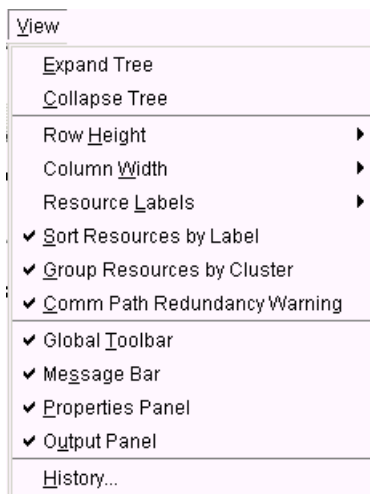 View
Expand Tree
Collapse Tree
Row Height
Column Width
Resource Labels
Sort Resources by Label
Group Resources by Cluster
Comm Path Redundancy Warning
Global Toolbar
Message Bar
Properties Panel
Output Panel
History...